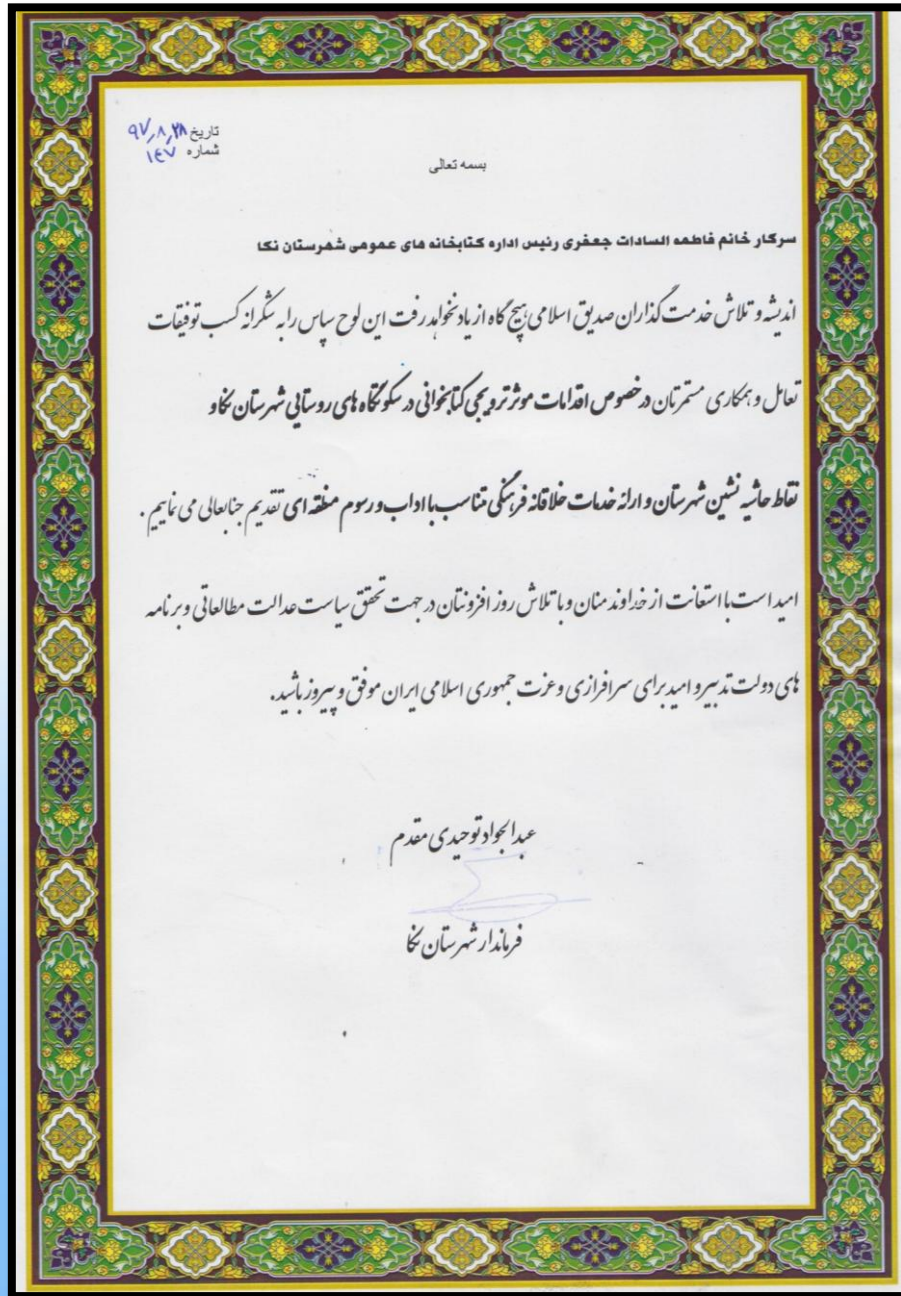 تاریخ ۹۷٫۸٫۲۸
شماره ۱۴۷
بسمه تعالی
سرکار خانم فاطمه السادات جعفری رئیس اداره کتابخانه های عمومی شهرستان نکا
اندیشه و تلاش خدمت گذاران صدیق اسلامی هیچ گاه از یاد نخواهد رفت این لوح سپاس را به شکرانه کسب توفیقات
تعامل و همکاری مستمرتان در خصوص اقدامات موثر ترویجی کتابخوانی در سکونتگاه های روستایی شهرستان نکا و
نقاط حاشیه نشین شهرستان و ارائه خدمات خلاقانه فرهنگی متناسب با اداب و رسوم منطقه ای تقدیم جنابعالی می نماییم .
امید است با استعانت از خداوند منان و با تلاش روز افزونتان در جهت تحقق سیاست عدالت مطالعاتی و برنامه
های دولت تدبیر و امید برای سرافرازی و عزت جمهوری اسلامی ایران موفق و پیروز باشید.
عبدالجواد توحیدی مقدم
فرماندار شهرستان نکا